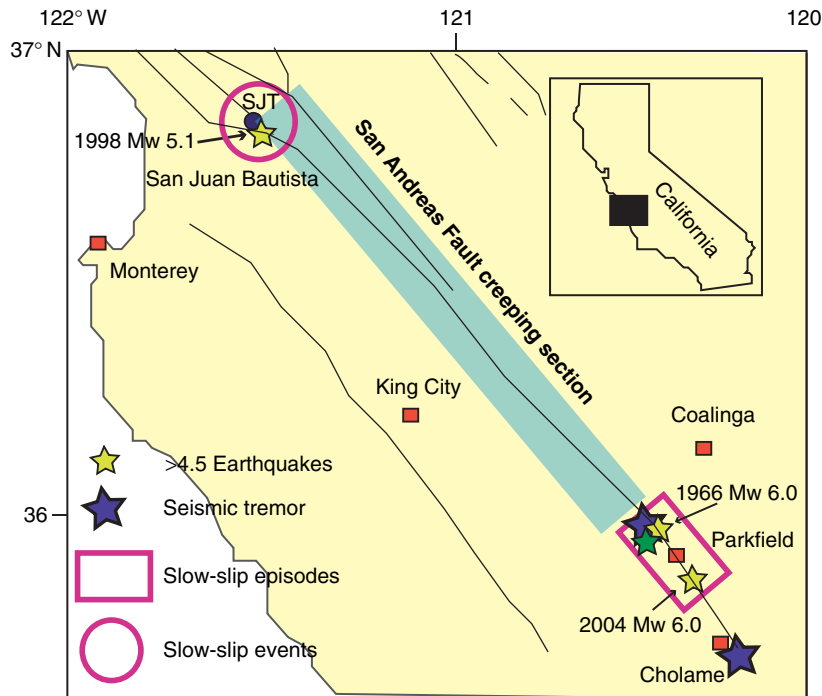 122° W
121
120
37° N
SJT
1998 Mw 5.1
San Juan Bautista
San Andreas Fault creeping section
California
Monterey
King City
Coalinga
>4.5 Earthquakes
1966 Mw 6.0
Seismic tremor
36
Parkfield
Slow-slip episodes
2004 Mw 6.0
Slow-slip events
Cholame